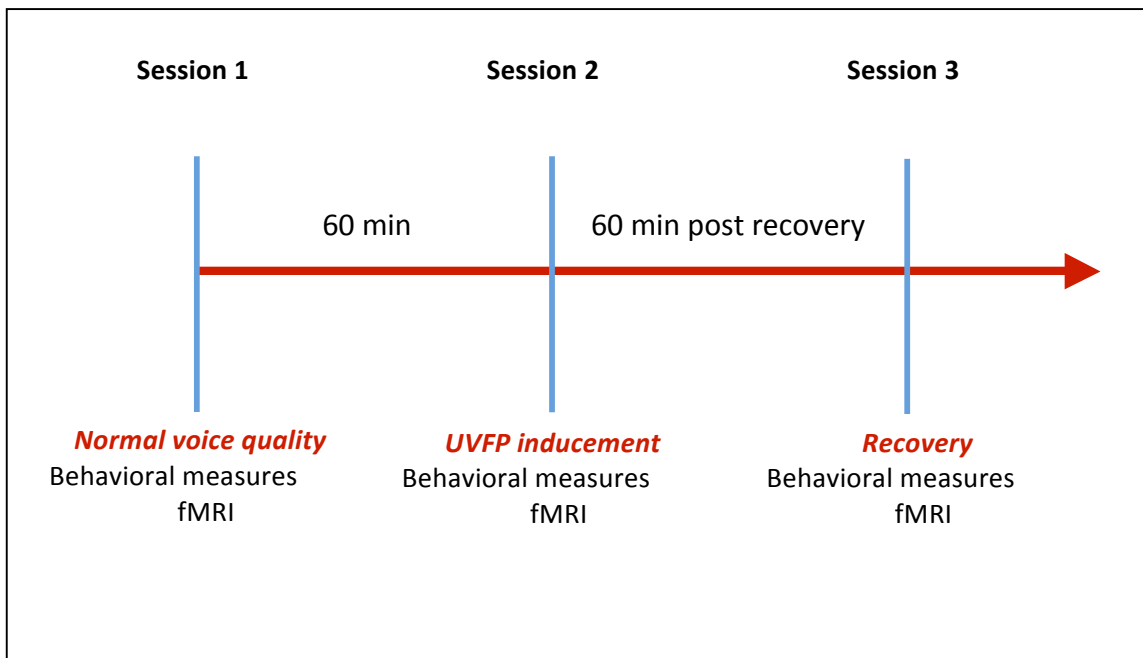 Session 1
Session 2
Session 3
60 min
60 min post recovery
Normal voice quality
Behavioral measures
fMRI
UVFP inducement
Behavioral measures
fMRI
Recovery
Behavioral measures
fMRI